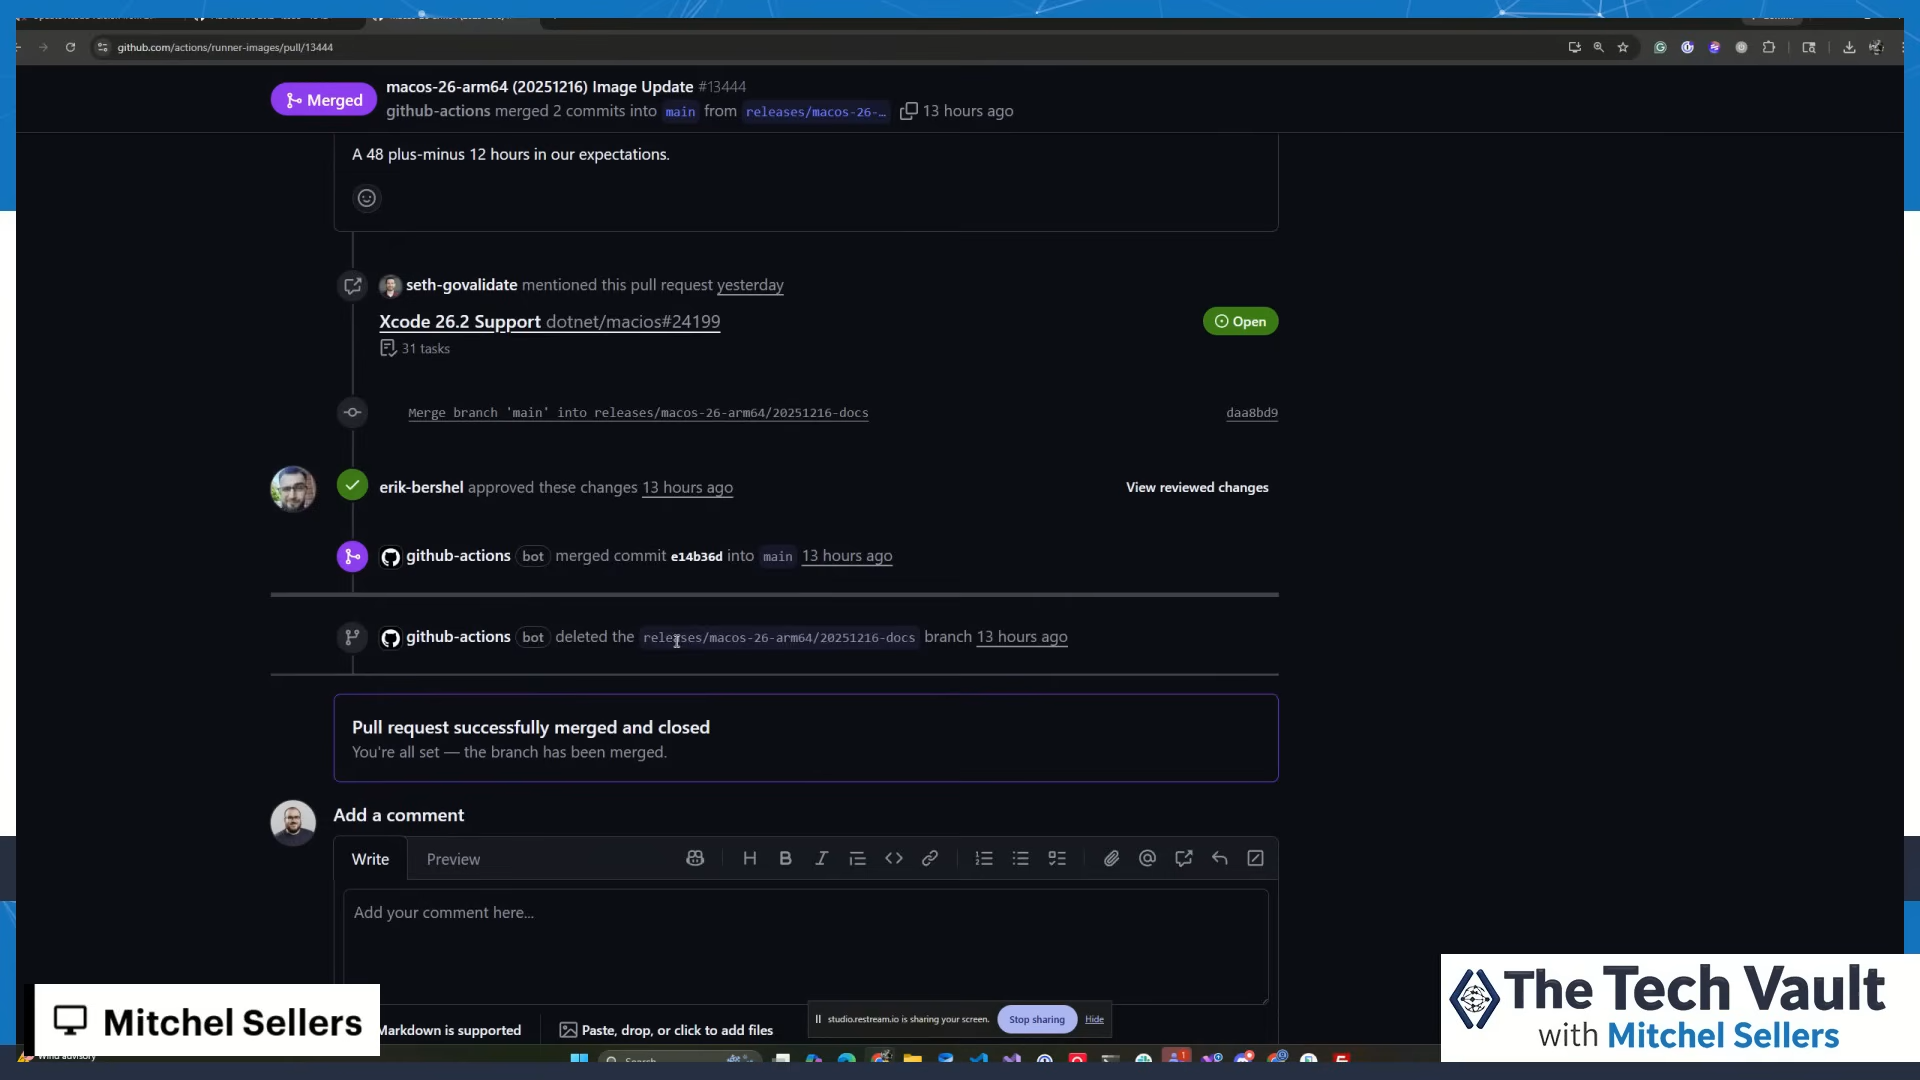 github.com/actions/runner-images/pull/13444
Merged
macos-26-arm64 (20251216) Image Update #13444
github-actions merged 2 commits into main from releases/macos-26-… 13 hours ago
A 48 plus-minus 12 hours in our expectations.
seth-govalidate mentioned this pull request yesterday
Xcode 26.2 Support dotnet/macios#24199
Open
31 tasks
Merge branch 'main' into releases/macos-26-arm64/20251216-docs
daa8bd9
erik-bershel approved these changes 13 hours ago
View reviewed changes
github-actions bot merged commit e14b36d into main 13 hours ago
github-actions bot deleted the releases/macos-26-arm64/20251216-docs branch 13 hours ago
Pull request successfully merged and closed
You're all set — the branch has been merged.
Add a comment
Write
Preview
Add your comment here...
Markdown is supported
Paste, drop, or click to add files
studio.restream.io is sharing your screen.
Stop sharing
Hide
Mitchel Sellers
The Tech Vault
with Mitchel Sellers
Wind advisory
Search